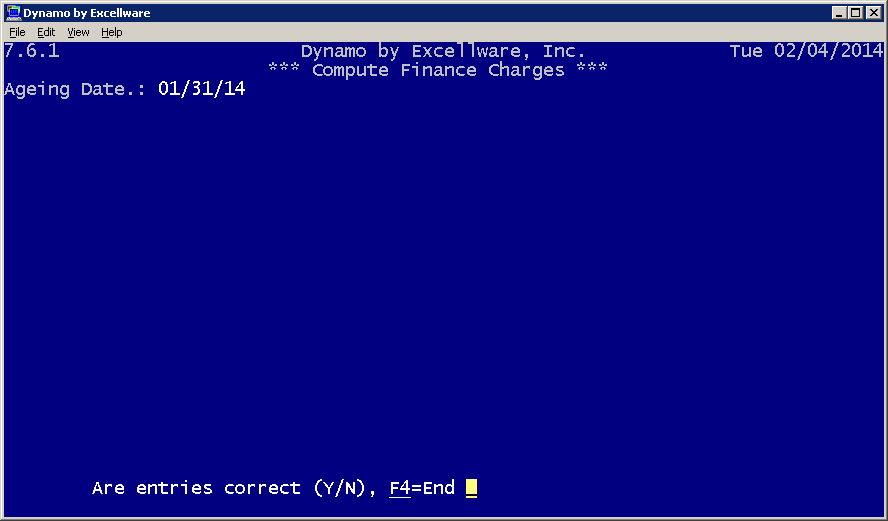 Dynamo by Excellware
File Edit View Help
7.6.1 Dynamo by Excellware, Inc. Tue 02/04/2014
*** Compute Finance Charges ***
Ageing Date.: 01/31/14
Are entries correct (Y/N), F4=End